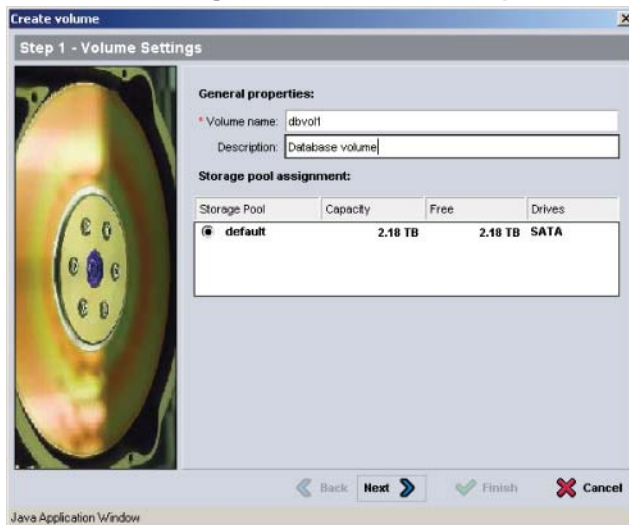 Create volume
Step 1 - Volume Settings
General properties:
* Volume name: dbvol1
Description: Database volume
Storage pool assignment:
Storage Pool Capacity Free Drives
default 2.18 TB 2.18 TB SATA
Back Next Finish Cancel
Java Application Window